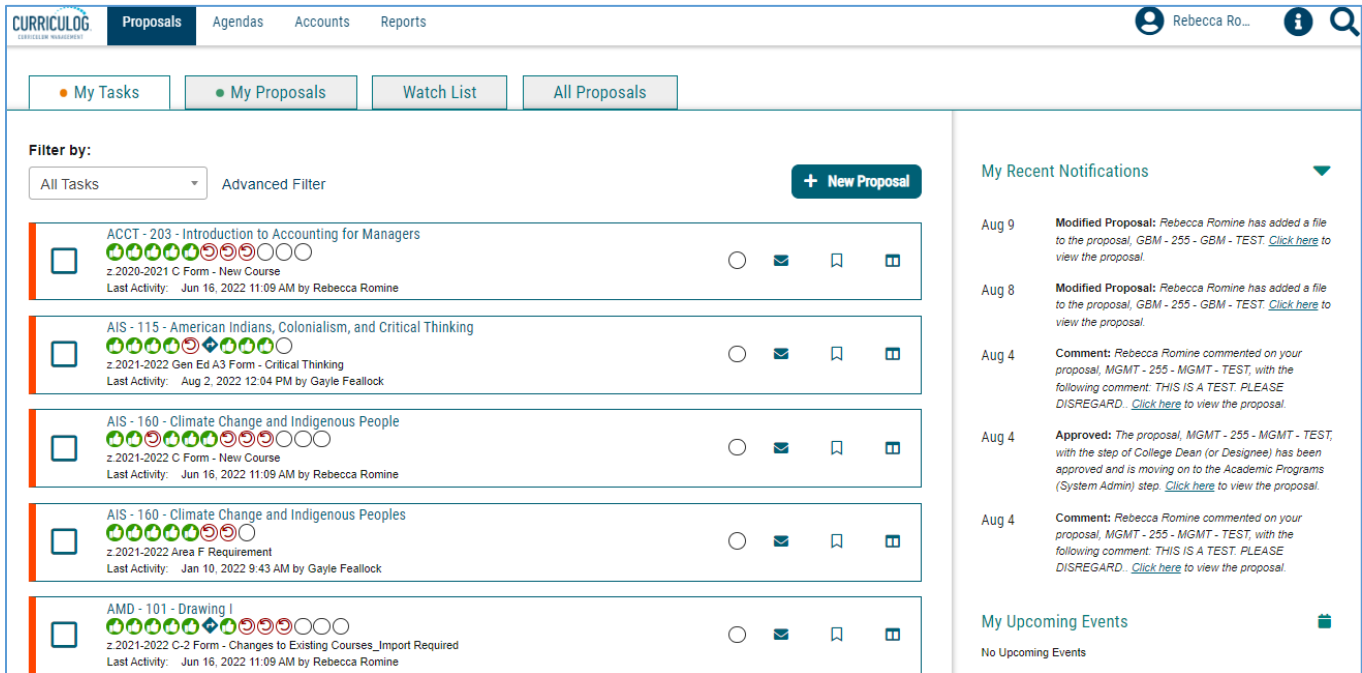 CURRICULOG
CURRICULUM MANAGEMENT
Proposals
Agendas
Accounts
Reports
Rebecca Ro...
My Tasks
My Proposals
Watch List
All Proposals
Filter by:
All Tasks
Advanced Filter
+ New Proposal
ACCT - 203 - Introduction to Accounting for Managers
z.2020-2021 C Form - New Course
Last Activity: Jun 16, 2022 11:09 AM by Rebecca Romine
AIS - 115 - American Indians, Colonialism, and Critical Thinking
z.2021-2022 Gen Ed A3 Form - Critical Thinking
Last Activity: Aug 2, 2022 12:04 PM by Gayle Feallock
AIS - 160 - Climate Change and Indigenous People
z.2021-2022 C Form - New Course
Last Activity: Jun 16, 2022 11:09 AM by Rebecca Romine
AIS - 160 - Climate Change and Indigenous Peoples
z.2021-2022 Area F Requirement
Last Activity: Jan 10, 2022 9:43 AM by Gayle Feallock
AMD - 101 - Drawing I
z.2021-2022 C-2 Form - Changes to Existing Courses_Import Required
Last Activity: Jun 16, 2022 11:09 AM by Rebecca Romine
My Recent Notifications
Aug 9
Modified Proposal: Rebecca Romine has added a file
to the proposal, GBM - 255 - GBM - TEST. Click here to
view the proposal.
Aug 8
Modified Proposal: Rebecca Romine has added a file
to the proposal, GBM - 255 - GBM - TEST. Click here to
view the proposal.
Aug 4
Comment: Rebecca Romine commented on your
proposal, MGMT - 255 - MGMT - TEST, with the
following comment: THIS IS A TEST. PLEASE
DISREGARD.. Click here to view the proposal.
Aug 4
Approved: The proposal, MGMT - 255 - MGMT - TEST,
with the step of College Dean (or Designee) has been
approved and is moving on to the Academic Programs
(System Admin) step. Click here to view the proposal.
Aug 4
Comment: Rebecca Romine commented on your
proposal, MGMT - 255 - MGMT - TEST, with the
following comment: THIS IS A TEST. PLEASE
DISREGARD.. Click here to view the proposal.
My Upcoming Events
No Upcoming Events